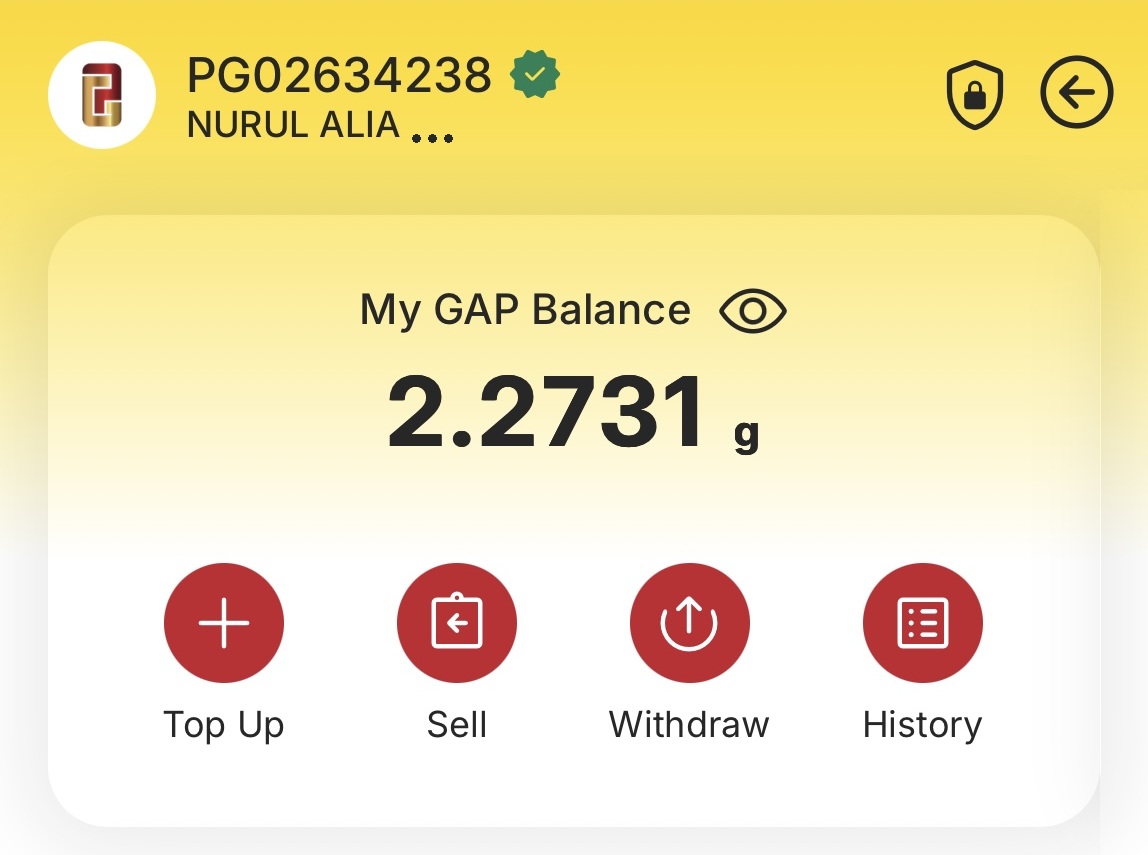 PG02634238
NURUL ALIA ...
My GAP Balance
2.2731 g
Top Up
Sell
Withdraw
History